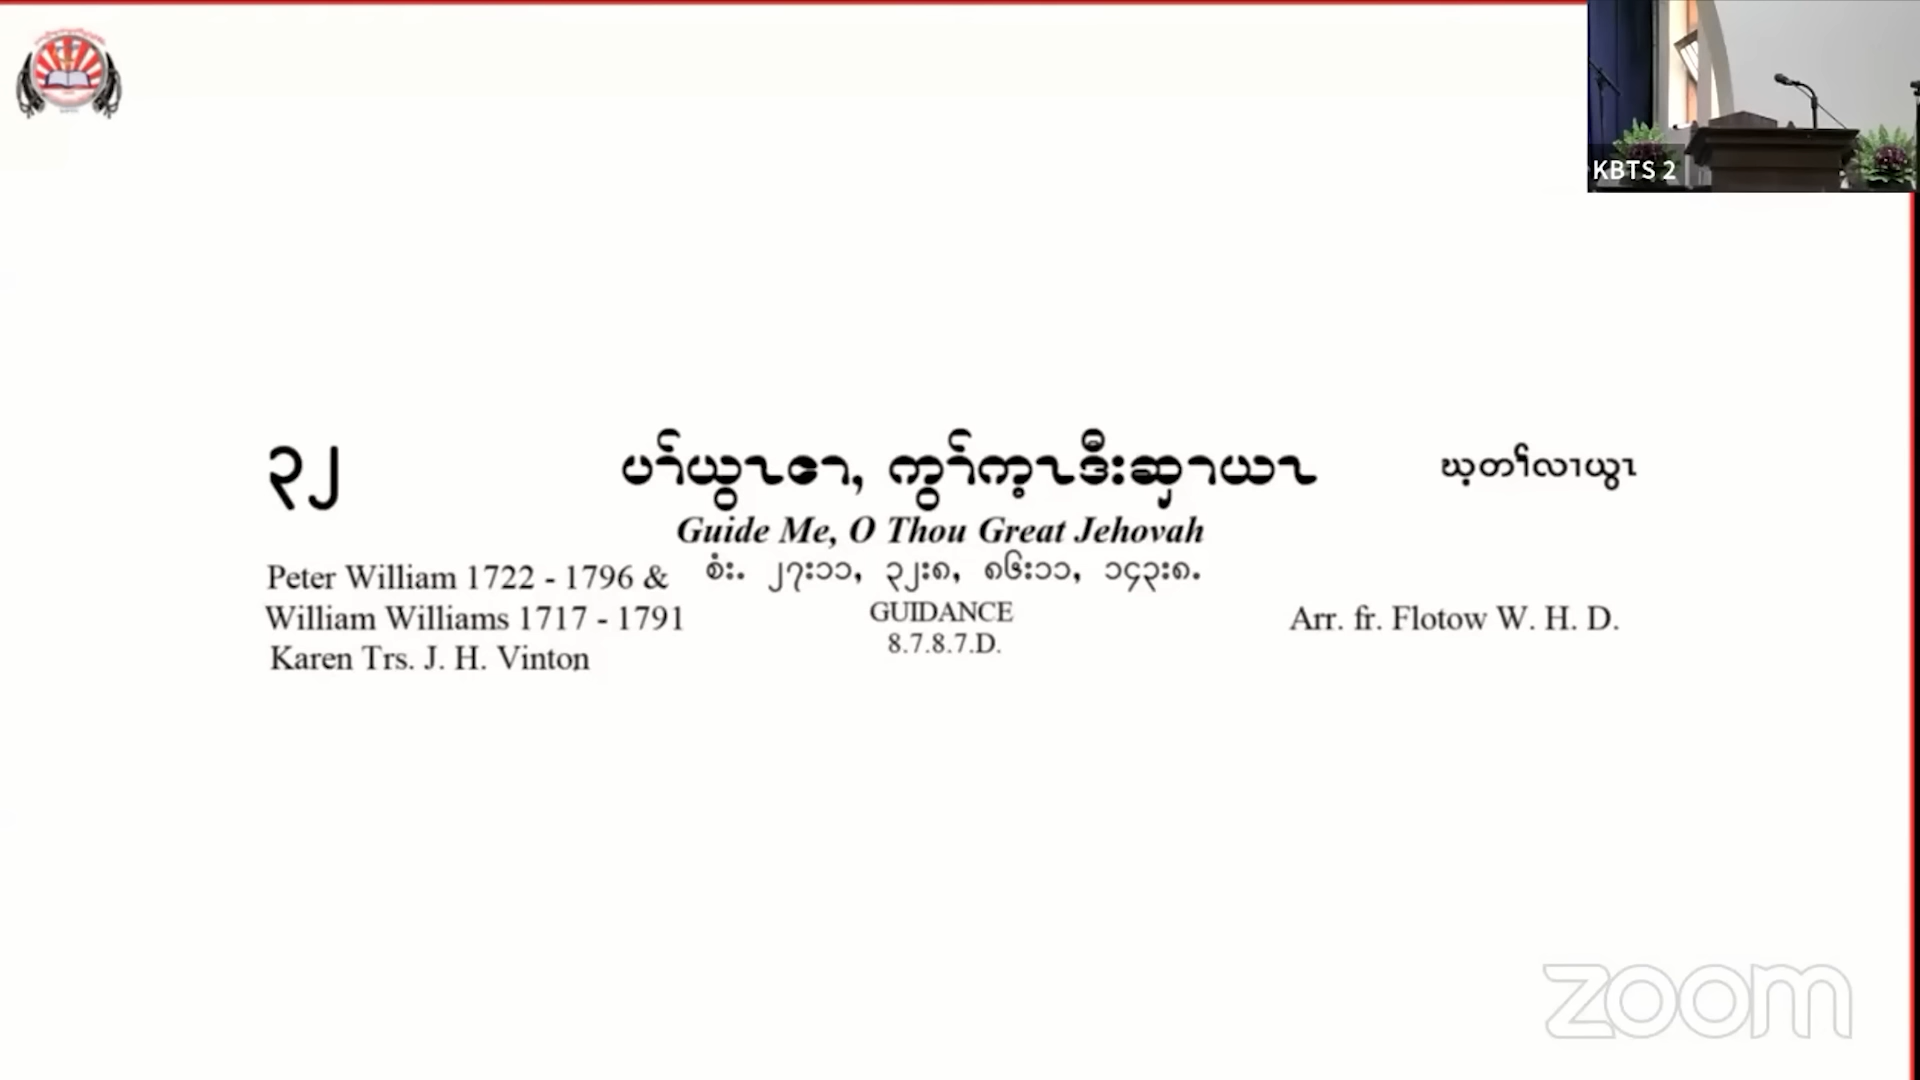 KBTS 2
၃၂
ပာ်ယွၤဧၢ, ကွၢ်က့ၤဒီးဆှၢယၤ
ဃ့တၢ်လၢယွၤ
Guide Me, O Thou Great Jehovah
စံး. ၂၇း၁၁, ၃၂း၈, ၈၆း၁၁, ၁၄၃း၈.
Peter William 1722 - 1796 &
William Williams 1717 - 1791
Karen Trs. J. H. Vinton
GUIDANCE
8.7.8.7.D.
Arr. fr. Flotow W. H. D.
zoom